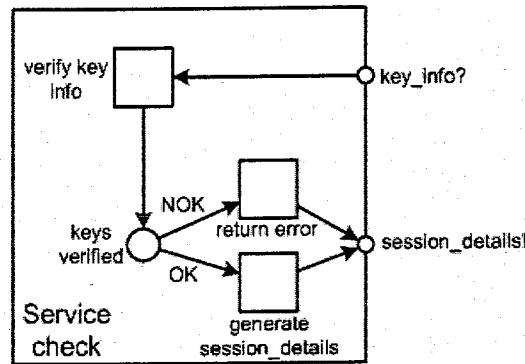 verify key
info
key_info?
NOK
return error
keys
verified
session_details!
OK
generate
session_details
Service
check